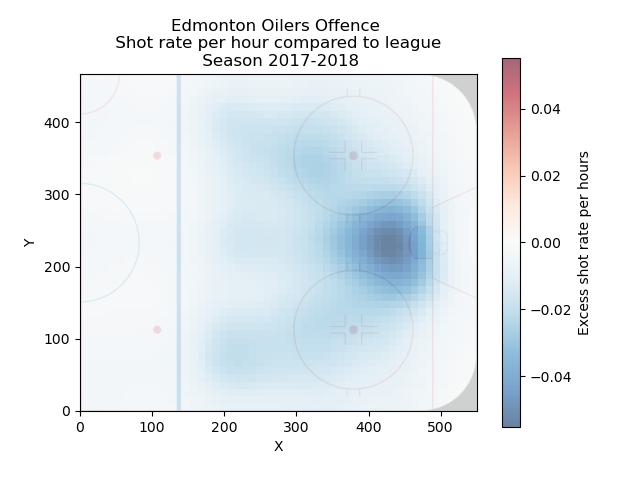 Edmonton Oilers Offence
Shot rate per hour compared to league
Season 2017-2018
400
300
200
100
0
Y
0 100 200 300 400 500
X
0.04
0.02
0.00
−0.02
−0.04
Excess shot rate per hours